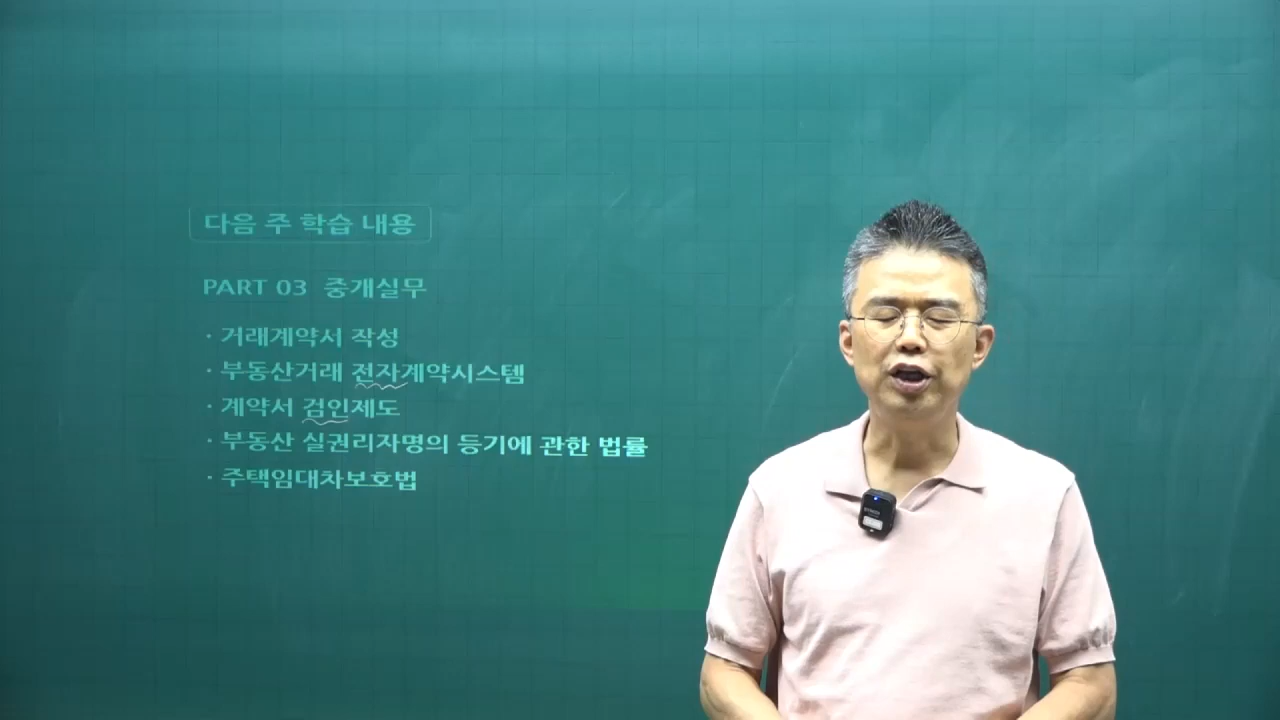 다음 주 학습 내용
PART 03 중개실무
· 거래계약서 작성
· 부동산거래 전자계약시스템
· 계약서 검인제도
· 부동산 실권리자명의 등기에 관한 법률
· 주택임대차보호법